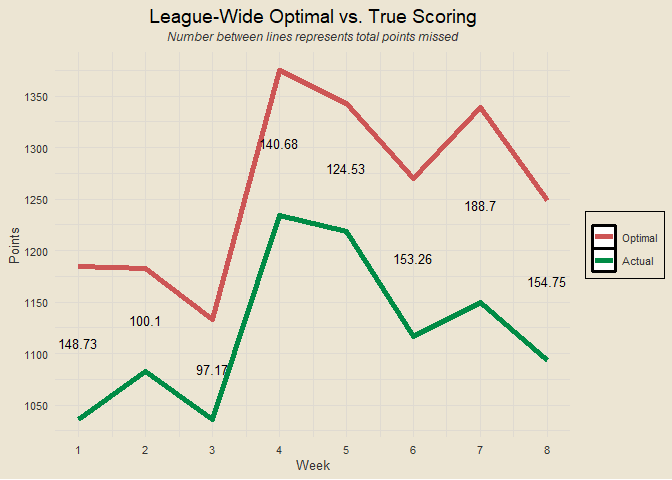 League-Wide Optimal vs. True Scoring
Number between lines represents total points missed
1350
1300
1250
1200
1150
1100
1050
Points
148.73
100.1
97.17
140.68
124.53
153.26
188.7
154.75
Optimal
Actual
1 2 3 4 5 6 7 8
Week